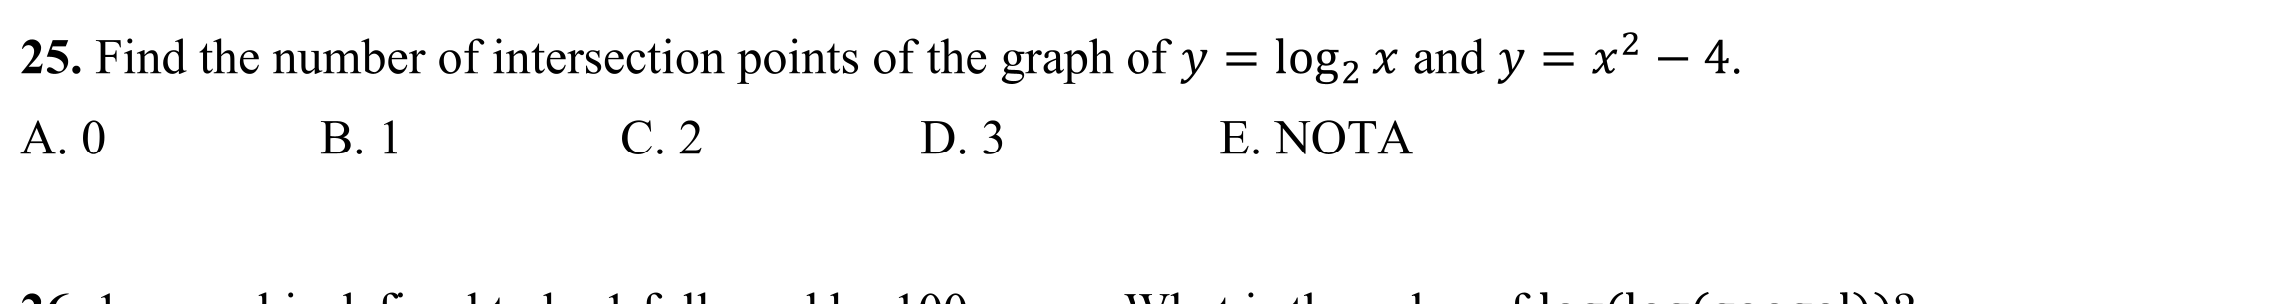 25. Find the number of intersection points of the graph of y = log₂ x and y = x² − 4.
A. 0 B. 1 C. 2 D. 3 E. NOTA